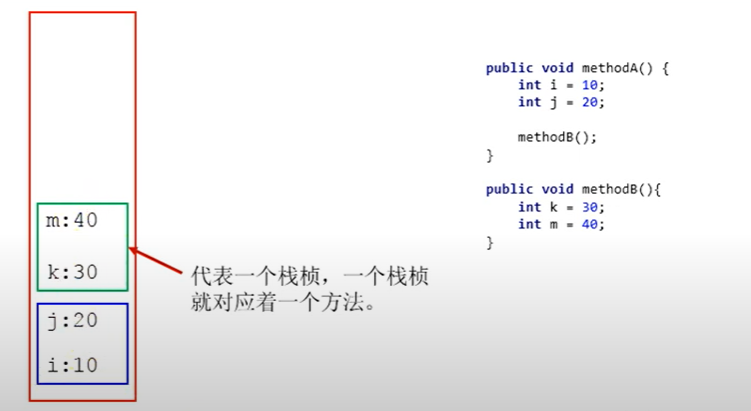 m:40
k:30
j:20
i:10
代表一个栈桢，一个栈桢
就对应着一个方法。
public void methodA() {
int i = 10;
int j = 20;
methodB();
}
public void methodB(){
int k = 30;
int m = 40;
}